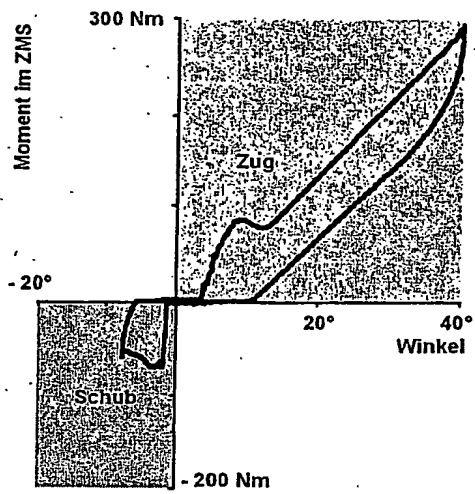 300 Nm
Moment im ZMS
Zug
- 20°
20°
40°
Winkel
Schub
- 200 Nm